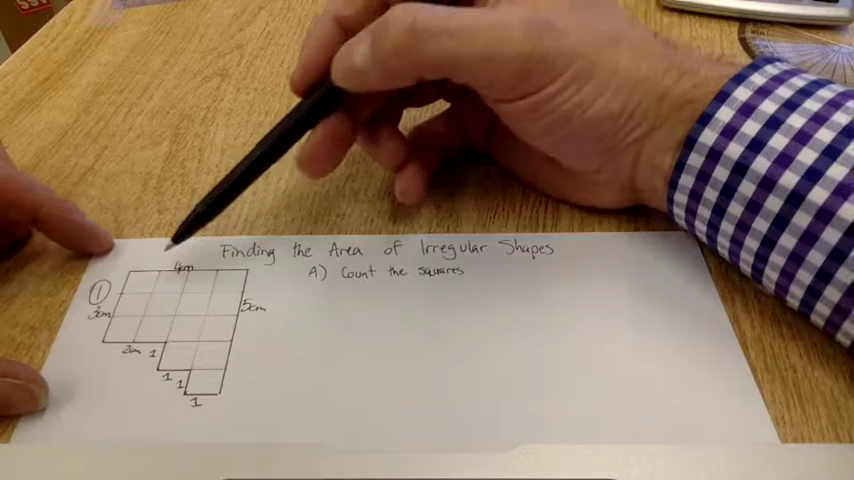 Finding the Area of Irregular Shapes
A) Count the squares
1
4cm
3cm
5cm
2cm 1
1 1
1